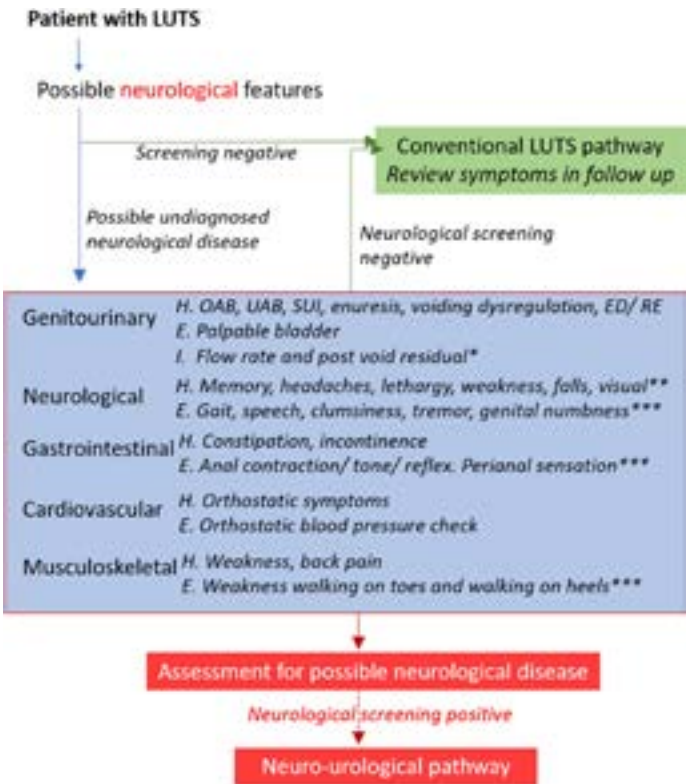 Patient with LUTS
Possible neurological features
Screening negative
Conventional LUTS pathway
Review symptoms in follow up
Possible undiagnosed
neurological disease
Neurological screening
negative
Genitourinary
H. OAB, UAB, SUI, enuresis, voiding dysregulation, ED/ RE
E. Palpable bladder
I. Flow rate and post void residual*
Neurological
H. Memory, headaches, lethargy, weakness, falls, visual**
E. Gait, speech, clumsiness, tremor, genital numbness***
Gastrointestinal
H. Constipation, incontinence
E. Anal contraction/ tone/ reflex. Perianal sensation***
Cardiovascular
H. Orthostatic symptoms
E. Orthostatic blood pressure check
Musculoskeletal
H. Weakness, back pain
E. Weakness walking on toes and walking on heels***
Assessment for possible neurological disease
Neurological screening positive
Neuro-urological pathway